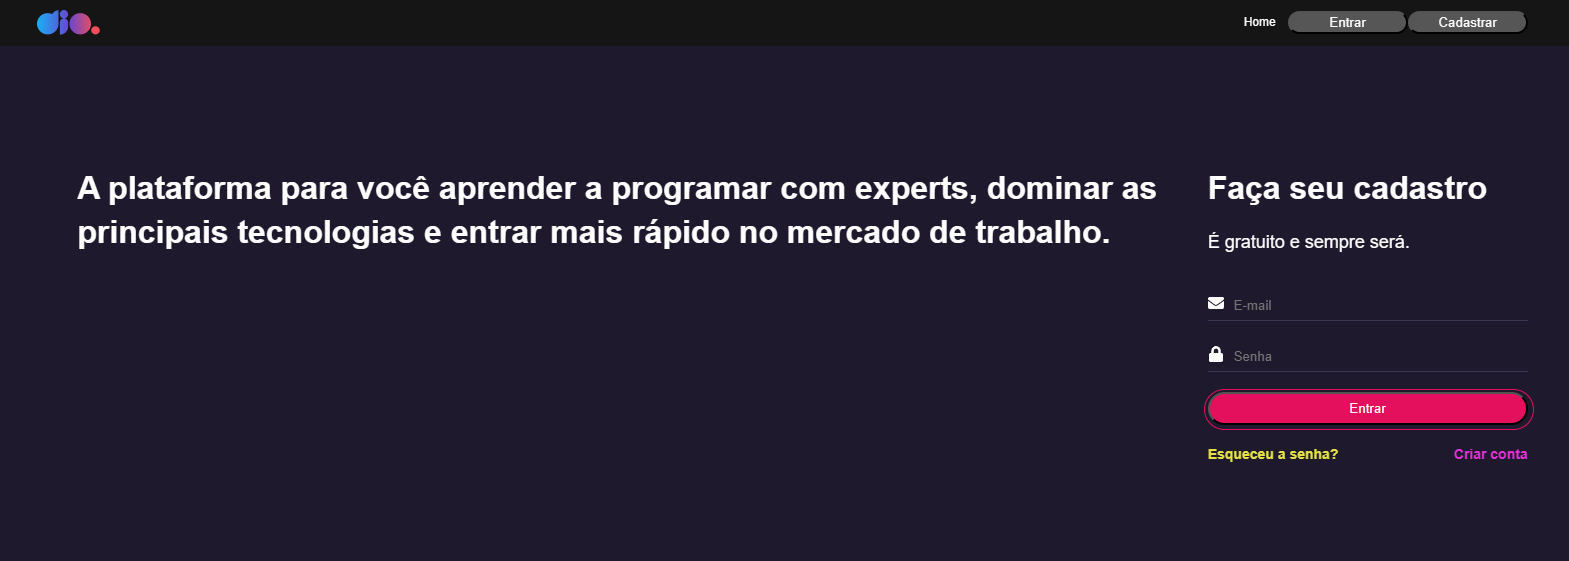 dio.
Home
Entrar
Cadastrar
A plataforma para você aprender a programar com experts, dominar as
principais tecnologias e entrar mais rápido no mercado de trabalho.
Faça seu cadastro
É gratuito e sempre será.
E-mail
Senha
Entrar
Esqueceu a senha?
Criar conta